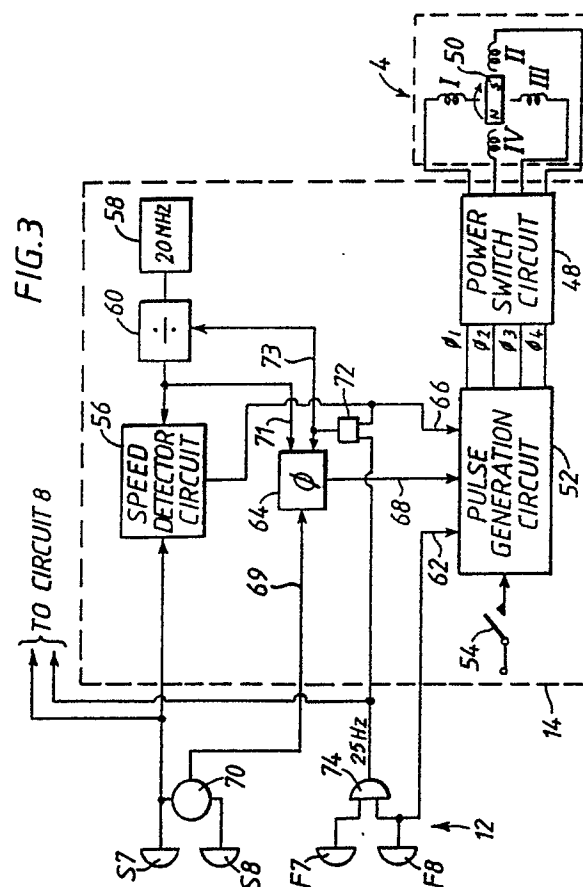 FIG.3
TO CIRCUIT 8
20 MHZ
58
60
÷
56
SPEED
DETECTOR
CIRCUIT
73
71
72
64
ϕ
66
68
69
62
70
S7
S8
F7
F8
74
25 Hz
12
14
54
PULSE
GENERATION
CIRCUIT
52
ϕ1
ϕ2
ϕ3
ϕ4
POWER
SWITCH
CIRCUIT
48
4
I
50
II
III
IV
N
S